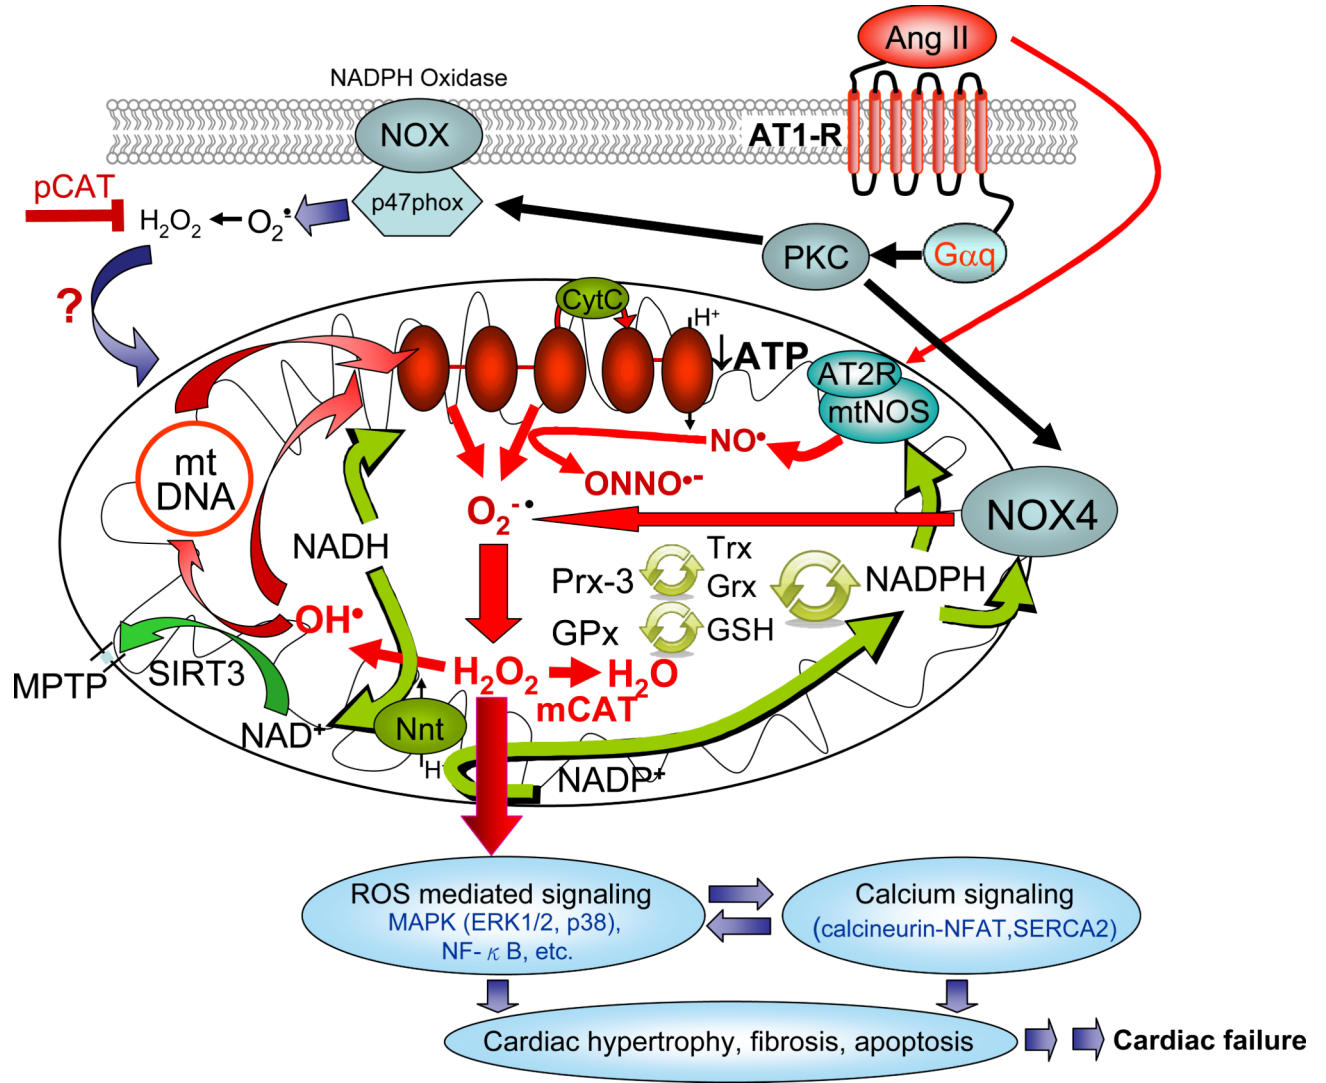 Ang II
NADPH Oxidase
NOX
AT1-R
pCAT
p47phox
H₂O₂
O₂⁻•
PKC
Gαq
?
CytC
H⁺
ATP
AT2R
mtNOS
NO•
ONNO•-
mt
DNA
O₂⁻•
NOX4
NADH
Trx
Prx-3
Grx
NADPH
OH•
GPx
GSH
H₂O₂
H₂O
MPTP
SIRT3
mCAT
NAD⁺
Nnt
H⁺
NADP⁺
ROS mediated signaling
MAPK (ERK1/2, p38),
NF-κB, etc.
Calcium signaling
(calcineurin-NFAT,SERCA2)
Cardiac hypertrophy, fibrosis, apoptosis
Cardiac failure